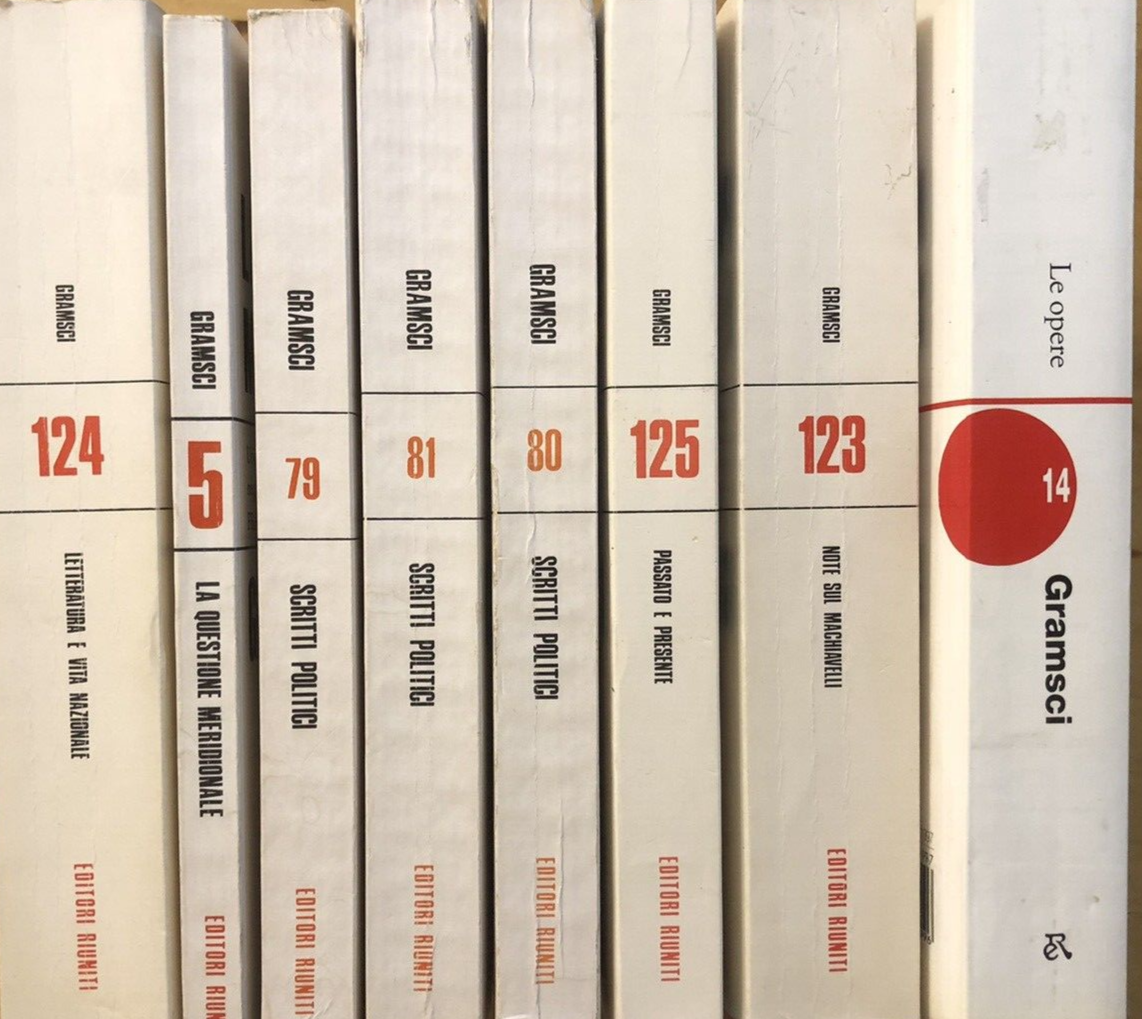 GRAMSCI
124
LETTERATURA E VITA NAZIONALE
EDITORI RIUNITI
GRAMSCI
5
LA QUESTIONE MERIDIONALE
EDITORI RIUN
GRAMSCI
79
SCRITTI POLITICI
EDITORI RIUNITI
GRAMSCI
81
SCRITTI POLITICI
EDITORI RIUNITI
GRAMSCI
80
SCRITTI POLITICI
EDITORI RIUNITI
GRAMSCI
125
PASSATO E PRESENTE
EDITORI RIUNITI
GRAMSCI
123
NOTE SUL MACHIAVELLI
EDITORI RIUNITI
Le opere
14
Gramsci